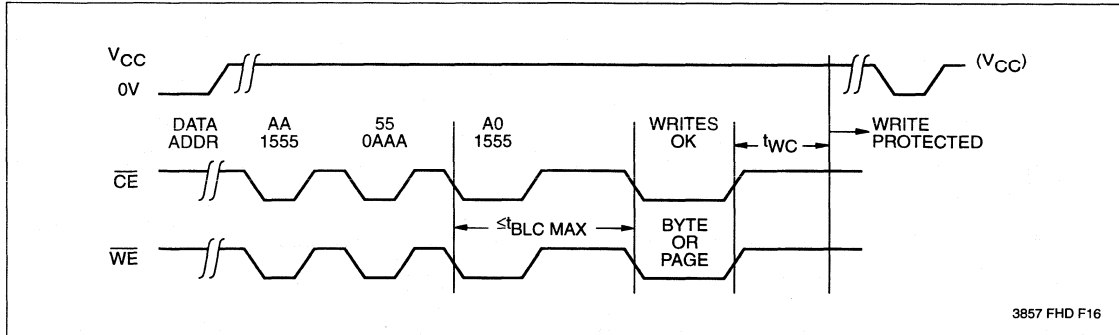 VCC
0V
(VCC)
DATA AA 55 A0 WRITES
ADDR 1555 0AAA 1555 OK
tWC
WRITE
PROTECTED
CE
≤tBLC MAX
BYTE
OR
PAGE
WE
3857 FHD F16